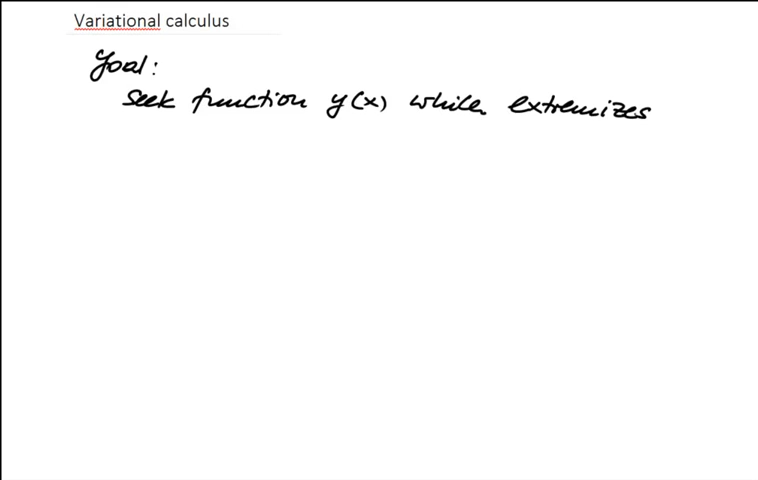 Variational calculus
Goal:
seek function y(x) while extremizes